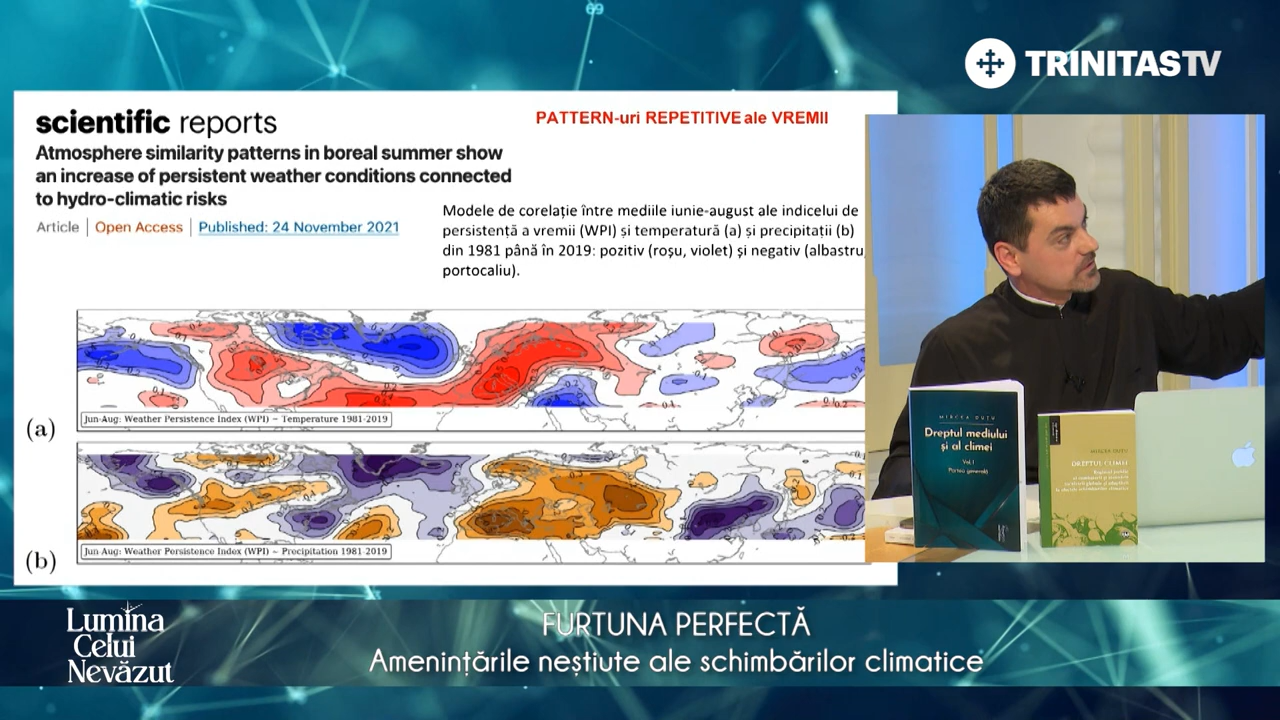 TRINITAS TV
scientific reports
PATTERN-uri REPETITIVE ale VREMII
Atmosphere similarity patterns in boreal summer show
an increase of persistent weather conditions connected
to hydro-climatic risks
Article | Open Access | Published: 24 November 2021
Modele de corelație între mediile iunie-august ale indicelui de
persistență a vremii (WPI) și temperatură (a) și precipitații (b)
din 1981 până în 2019: pozitiv (roșu, violet) și negativ (albastru,
portocaliu).
(a)
Jun-Aug: Weather Persistence Index (WPI) – Temperature 1981-2019
(b)
Jun-Aug: Weather Persistence Index (WPI) – Precipitation 1981-2019
MIRCEA DUȚU
Dreptul mediului
și al climei
Vol. 1
Partea generală
MIRCEA DUȚU
DREPTUL CLIMEI
Lumina
Celui
Nevăzut
FURTUNA PERFECTĂ
Amenințările neștiute ale schimbărilor climatice